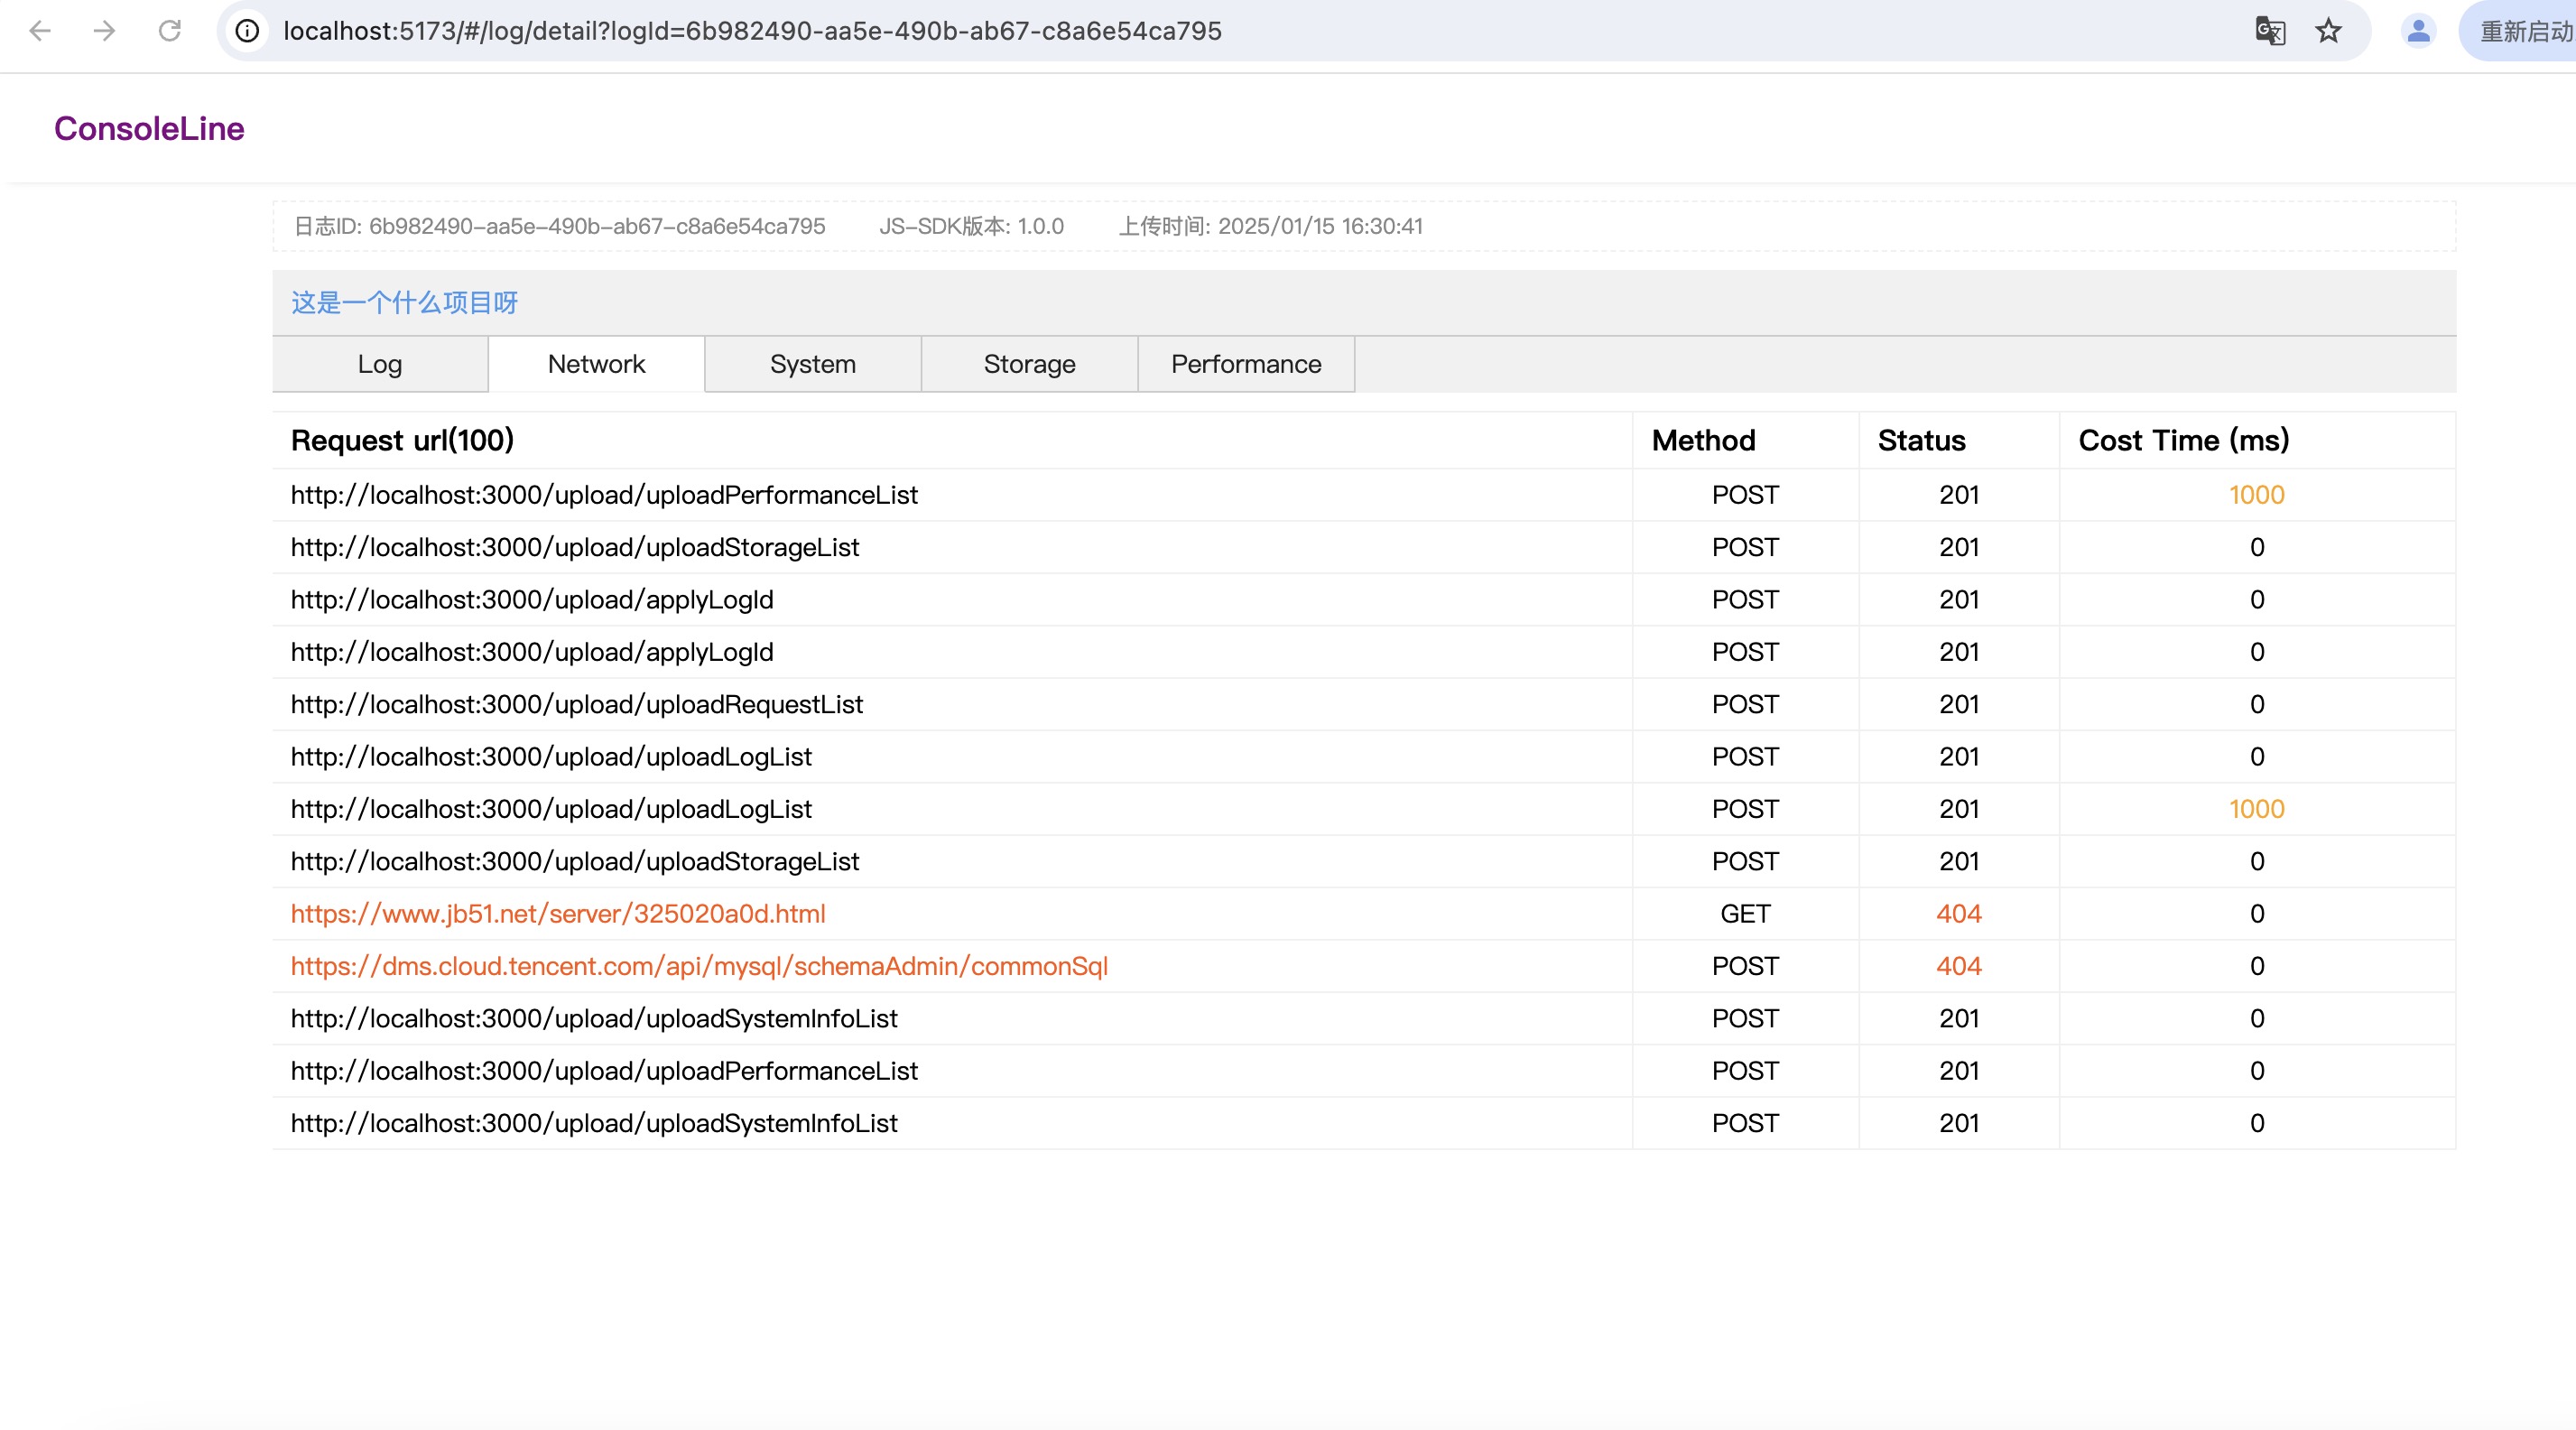 localhost:5173/#/log/detail?logId=6b982490-aa5e-490b-ab67-c8a6e54ca795 重新启动
ConsoleLine
日志ID: 6b982490-aa5e-490b-ab67-c8a6e54ca795 JS-SDK版本: 1.0.0 上传时间: 2025/01/15 16:30:41
这是一个什么项目呀
Log Network System Storage Performance
Request url(100) Method Status Cost Time (ms)
http://localhost:3000/upload/uploadPerformanceList POST 201 1000
http://localhost:3000/upload/uploadStorageList POST 201 0
http://localhost:3000/upload/applyLogId POST 201 0
http://localhost:3000/upload/applyLogId POST 201 0
http://localhost:3000/upload/uploadRequestList POST 201 0
http://localhost:3000/upload/uploadLogList POST 201 0
http://localhost:3000/upload/uploadLogList POST 201 1000
http://localhost:3000/upload/uploadStorageList POST 201 0
https://www.jb51.net/server/325020a0d.html GET 404 0
https://dms.cloud.tencent.com/api/mysql/schemaAdmin/commonSql POST 404 0
http://localhost:3000/upload/uploadSystemInfoList POST 201 0
http://localhost:3000/upload/uploadPerformanceList POST 201 0
http://localhost:3000/upload/uploadSystemInfoList POST 201 0